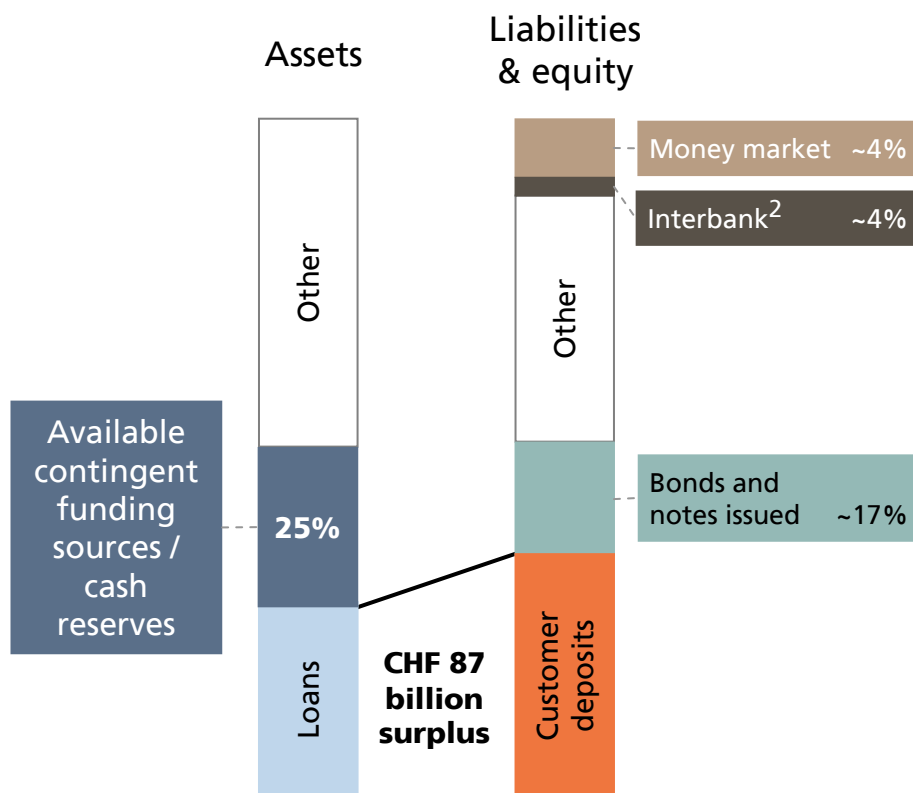 Assets
Liabilities
& equity
Other
Available
contingent
funding
sources /
cash
reserves
25%
Loans
CHF 87
billion
surplus
Money market ~4%
Interbank2 ~4%
Other
Bonds and
notes issued ~17%
Customer
deposits